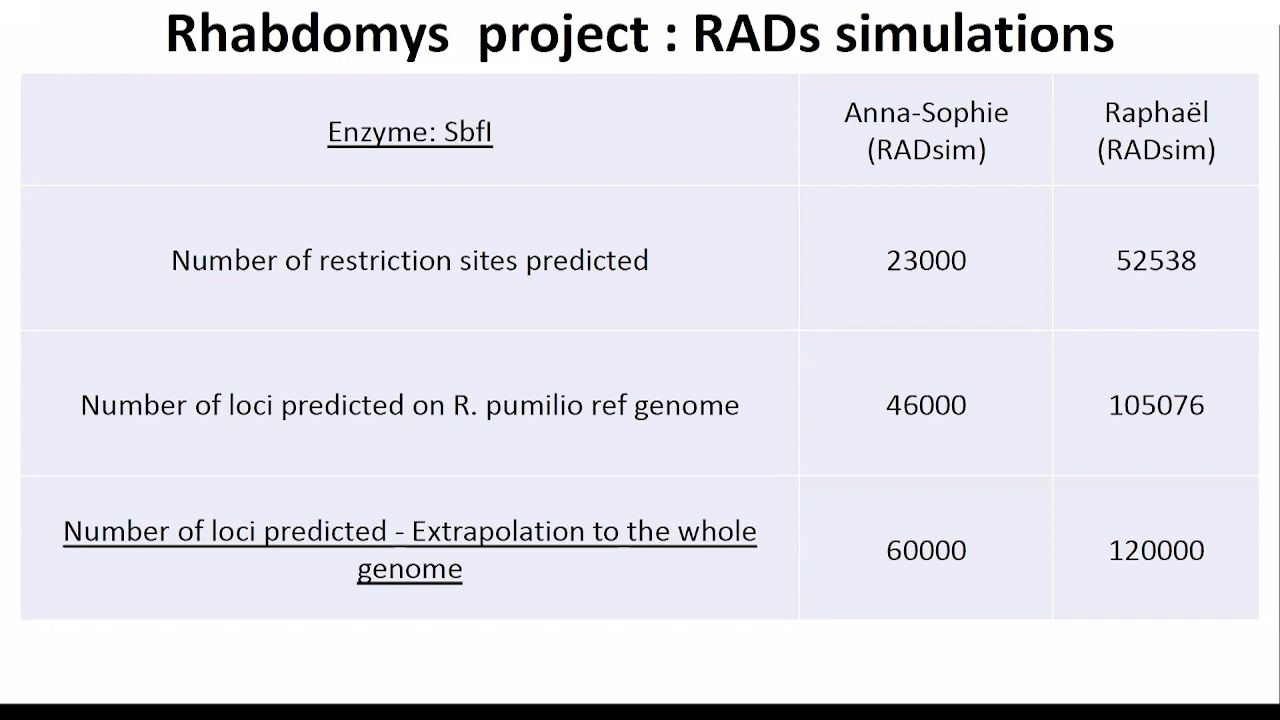 Rhabdomys  project : RADs simulations
Enzyme: SbfI
Anna-Sophie
(RADsim)
Raphaël
(RADsim)
Number of restriction sites predicted
23000
52538
Number of loci predicted on R. pumilio ref genome
46000
105076
Number of loci predicted - Extrapolation to the whole
genome
60000
120000